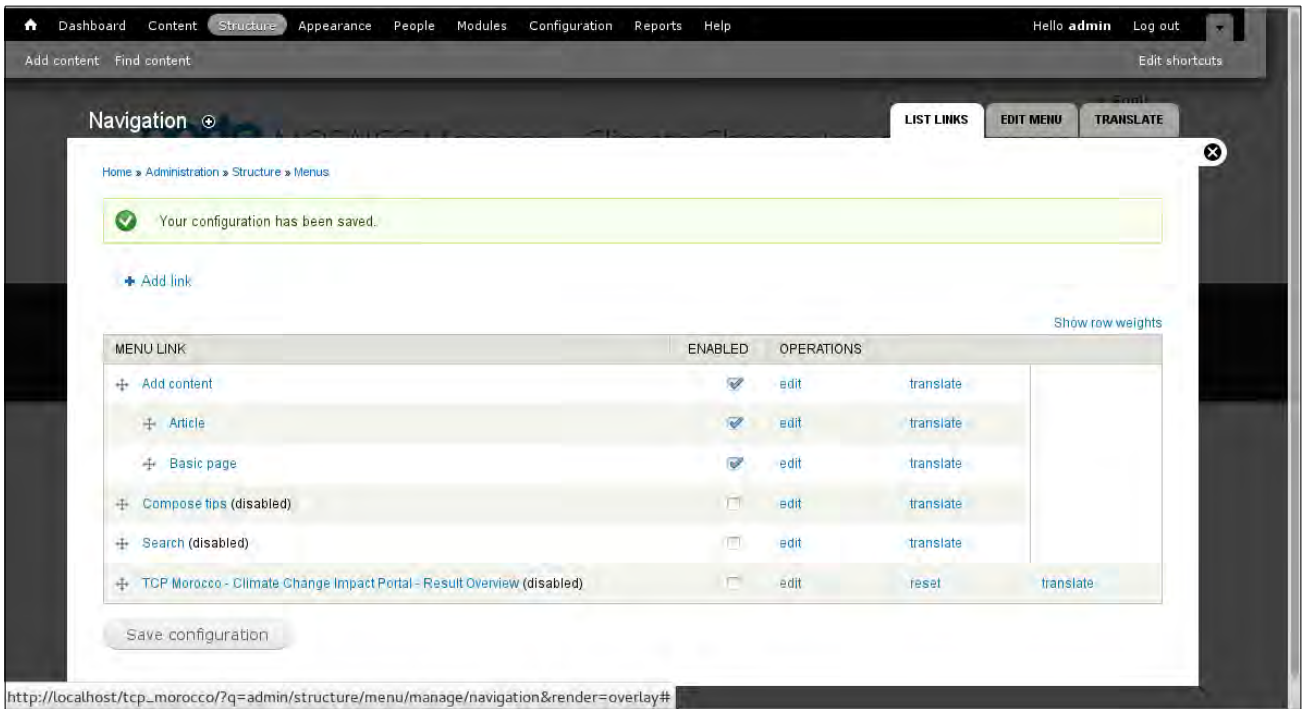 Dashboard Content Structure Appearance People Modules Configuration Reports Help Hello admin Log out
Add content Find content Edit shortcuts
Navigation LIST LINKS EDIT MENU TRANSLATE
Home » Administration » Structure » Menus
Your configuration has been saved.
Add link
Show row weights
MENU LINK ENABLED OPERATIONS
Add content edit translate
Article edit translate
Basic page edit translate
Compose tips (disabled) edit translate
Search (disabled) edit translate
TCP Morocco - Climate Change Impact Portal - Result Overview (disabled) edit reset translate
Save configuration
http://localhost/tcp_morocco/?q=admin/structure/menu/manage/navigation&render=overlay#